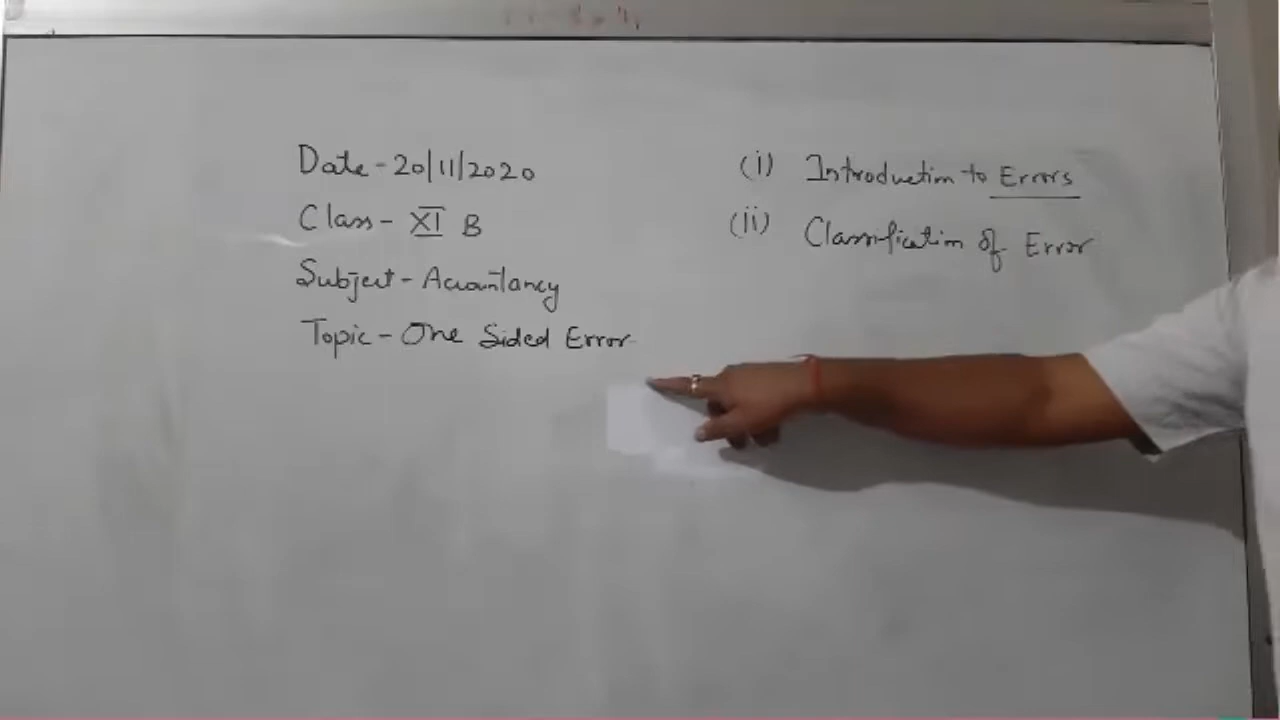 Date - 20/11/2020
Class - XI B
Subject - Accountancy
Topic - One Sided Error
(i) Introduction to Errors
(ii) Classification of Error